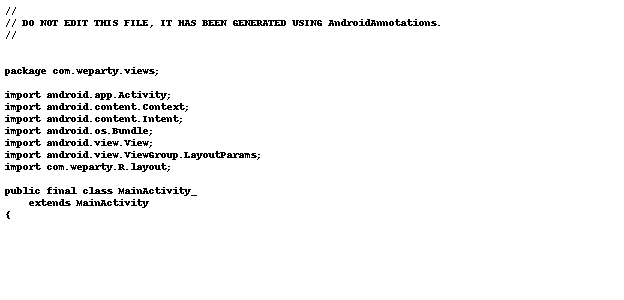 //
// DO NOT EDIT THIS FILE, IT HAS BEEN GENERATED USING AndroidAnnotations.
//
package com.weparty.views;
import android.app.Activity;
import android.content.Context;
import android.content.Intent;
import android.os.Bundle;
import android.view.View;
import android.view.ViewGroup.LayoutParams;
import com.weparty.R.layout;
public final class MainActivity_
    extends MainActivity
{